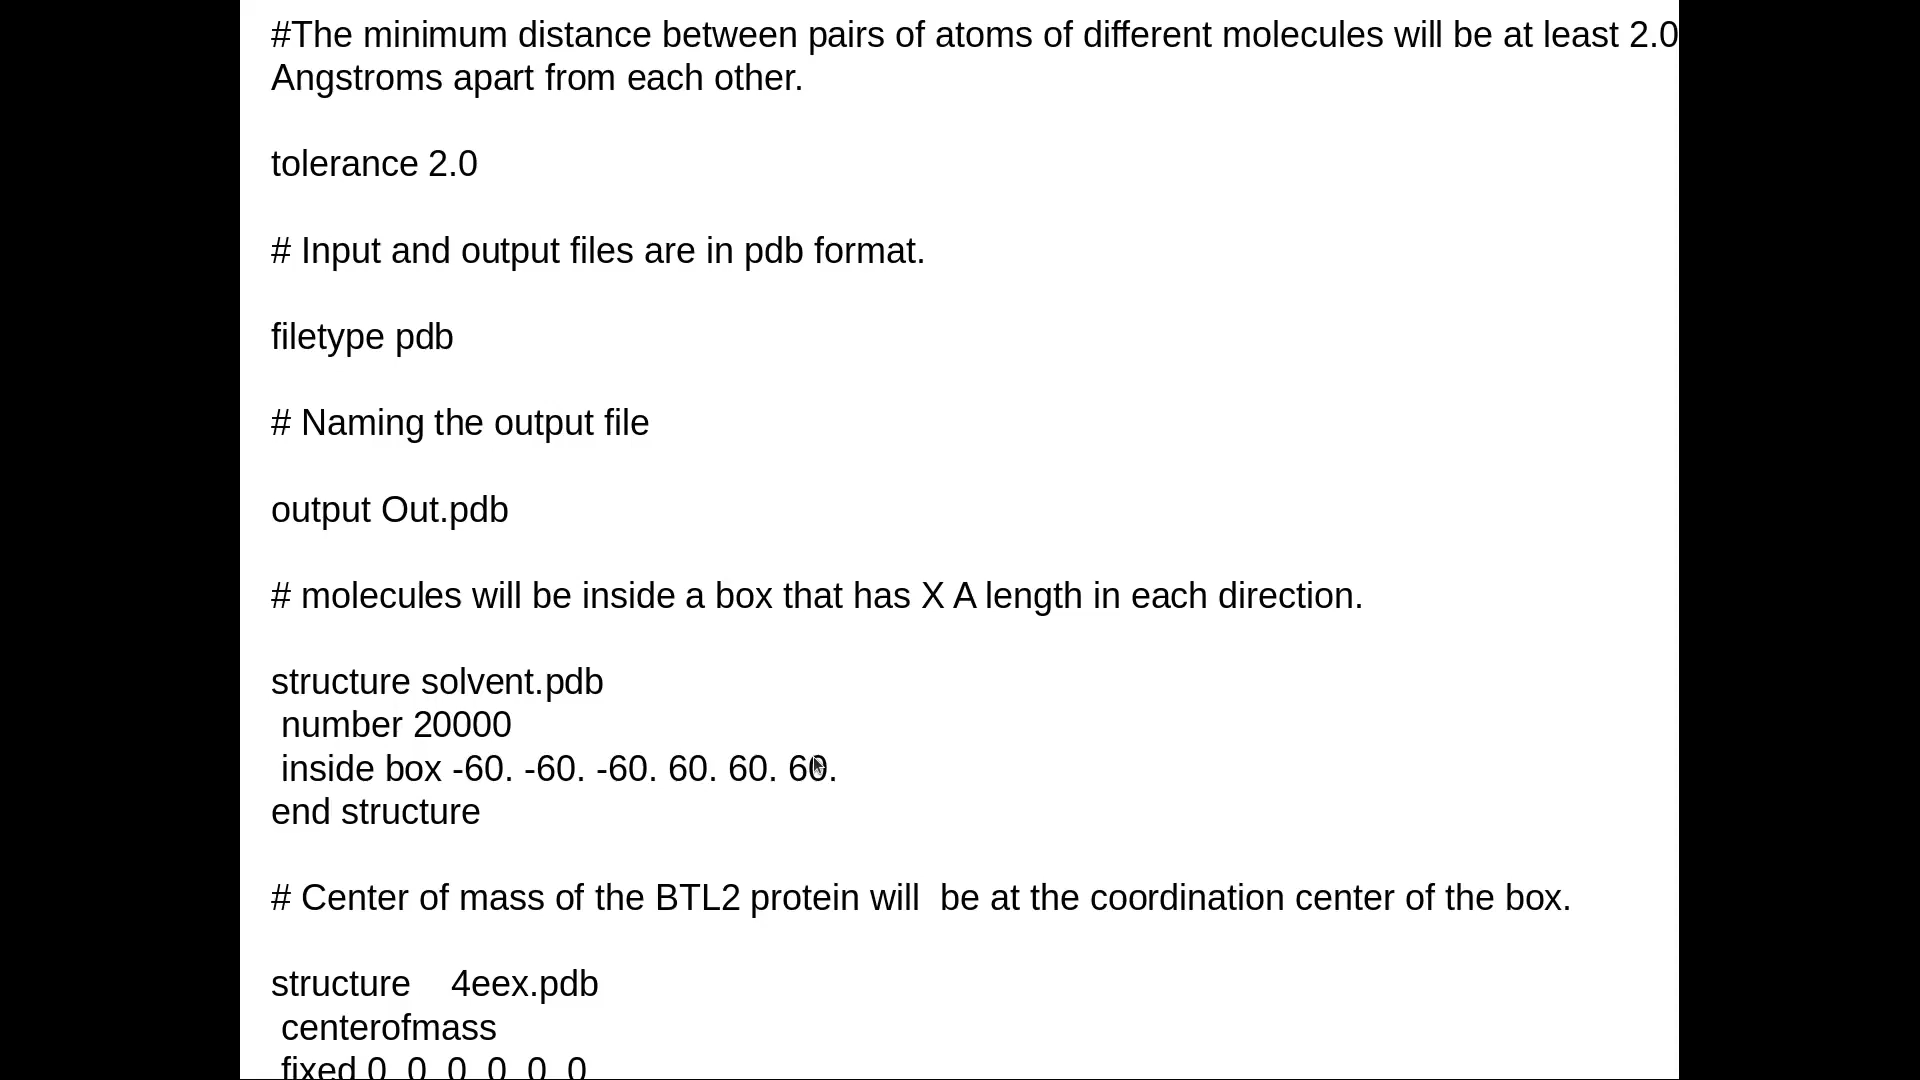 #The minimum distance between pairs of atoms of different molecules will be at least 2.0
Angstroms apart from each other.
tolerance 2.0
# Input and output files are in pdb format.
filetype pdb
# Naming the output file
output Out.pdb
# molecules will be inside a box that has X A length in each direction.
structure solvent.pdb
number 20000
inside box -60. -60. -60. 60. 60. 60.
end structure
# Center of mass of the BTL2 protein will  be at the coordination center of the box.
structure    4eex.pdb
centerofmass
fixed 0. 0. 0. 0. 0. 0.